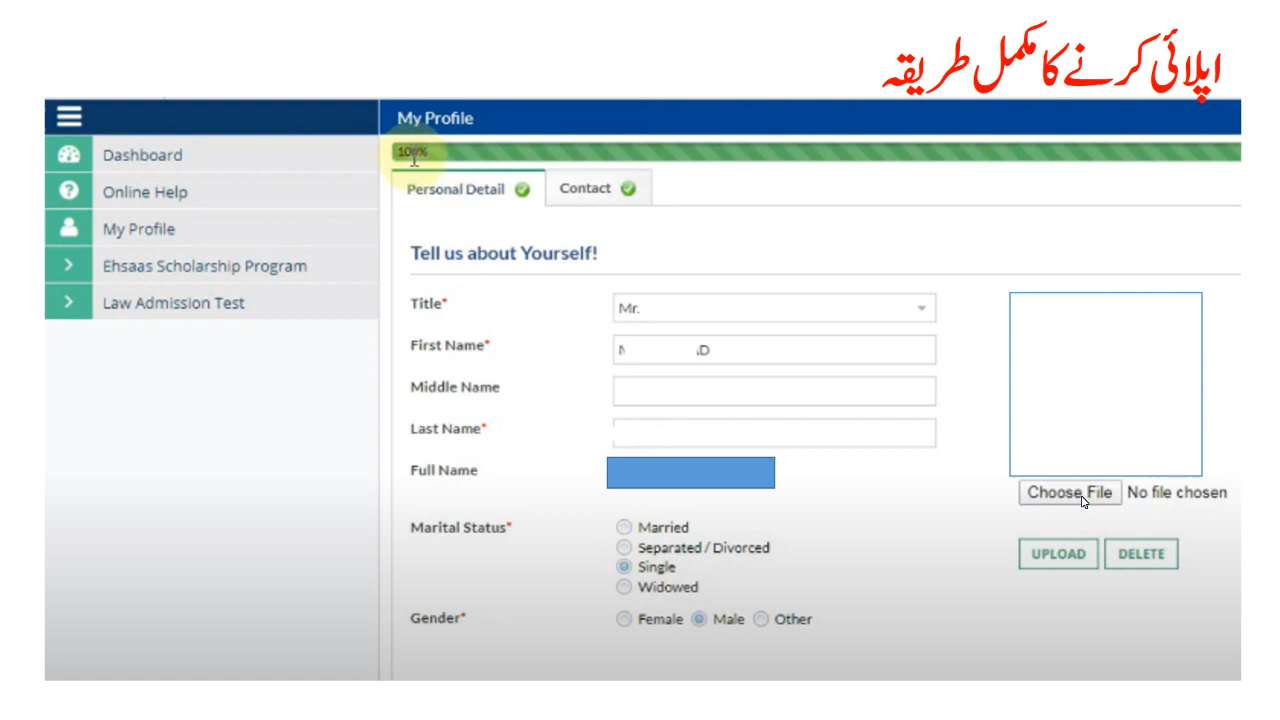 اپلائی کرنے کا مکمل طریقہ
My Profile
Dashboard
Online Help
My Profile
Ehsaas Scholarship Program
Law Admission Test
100%
Personal Detail
Contact
Tell us about Yourself!
Title*
Mr.
First Name*
Middle Name
Last Name*
Full Name
Choose File No file chosen
UPLOAD DELETE
Marital Status*
Married
Separated / Divorced
Single
Widowed
Gender*
Female Male Other